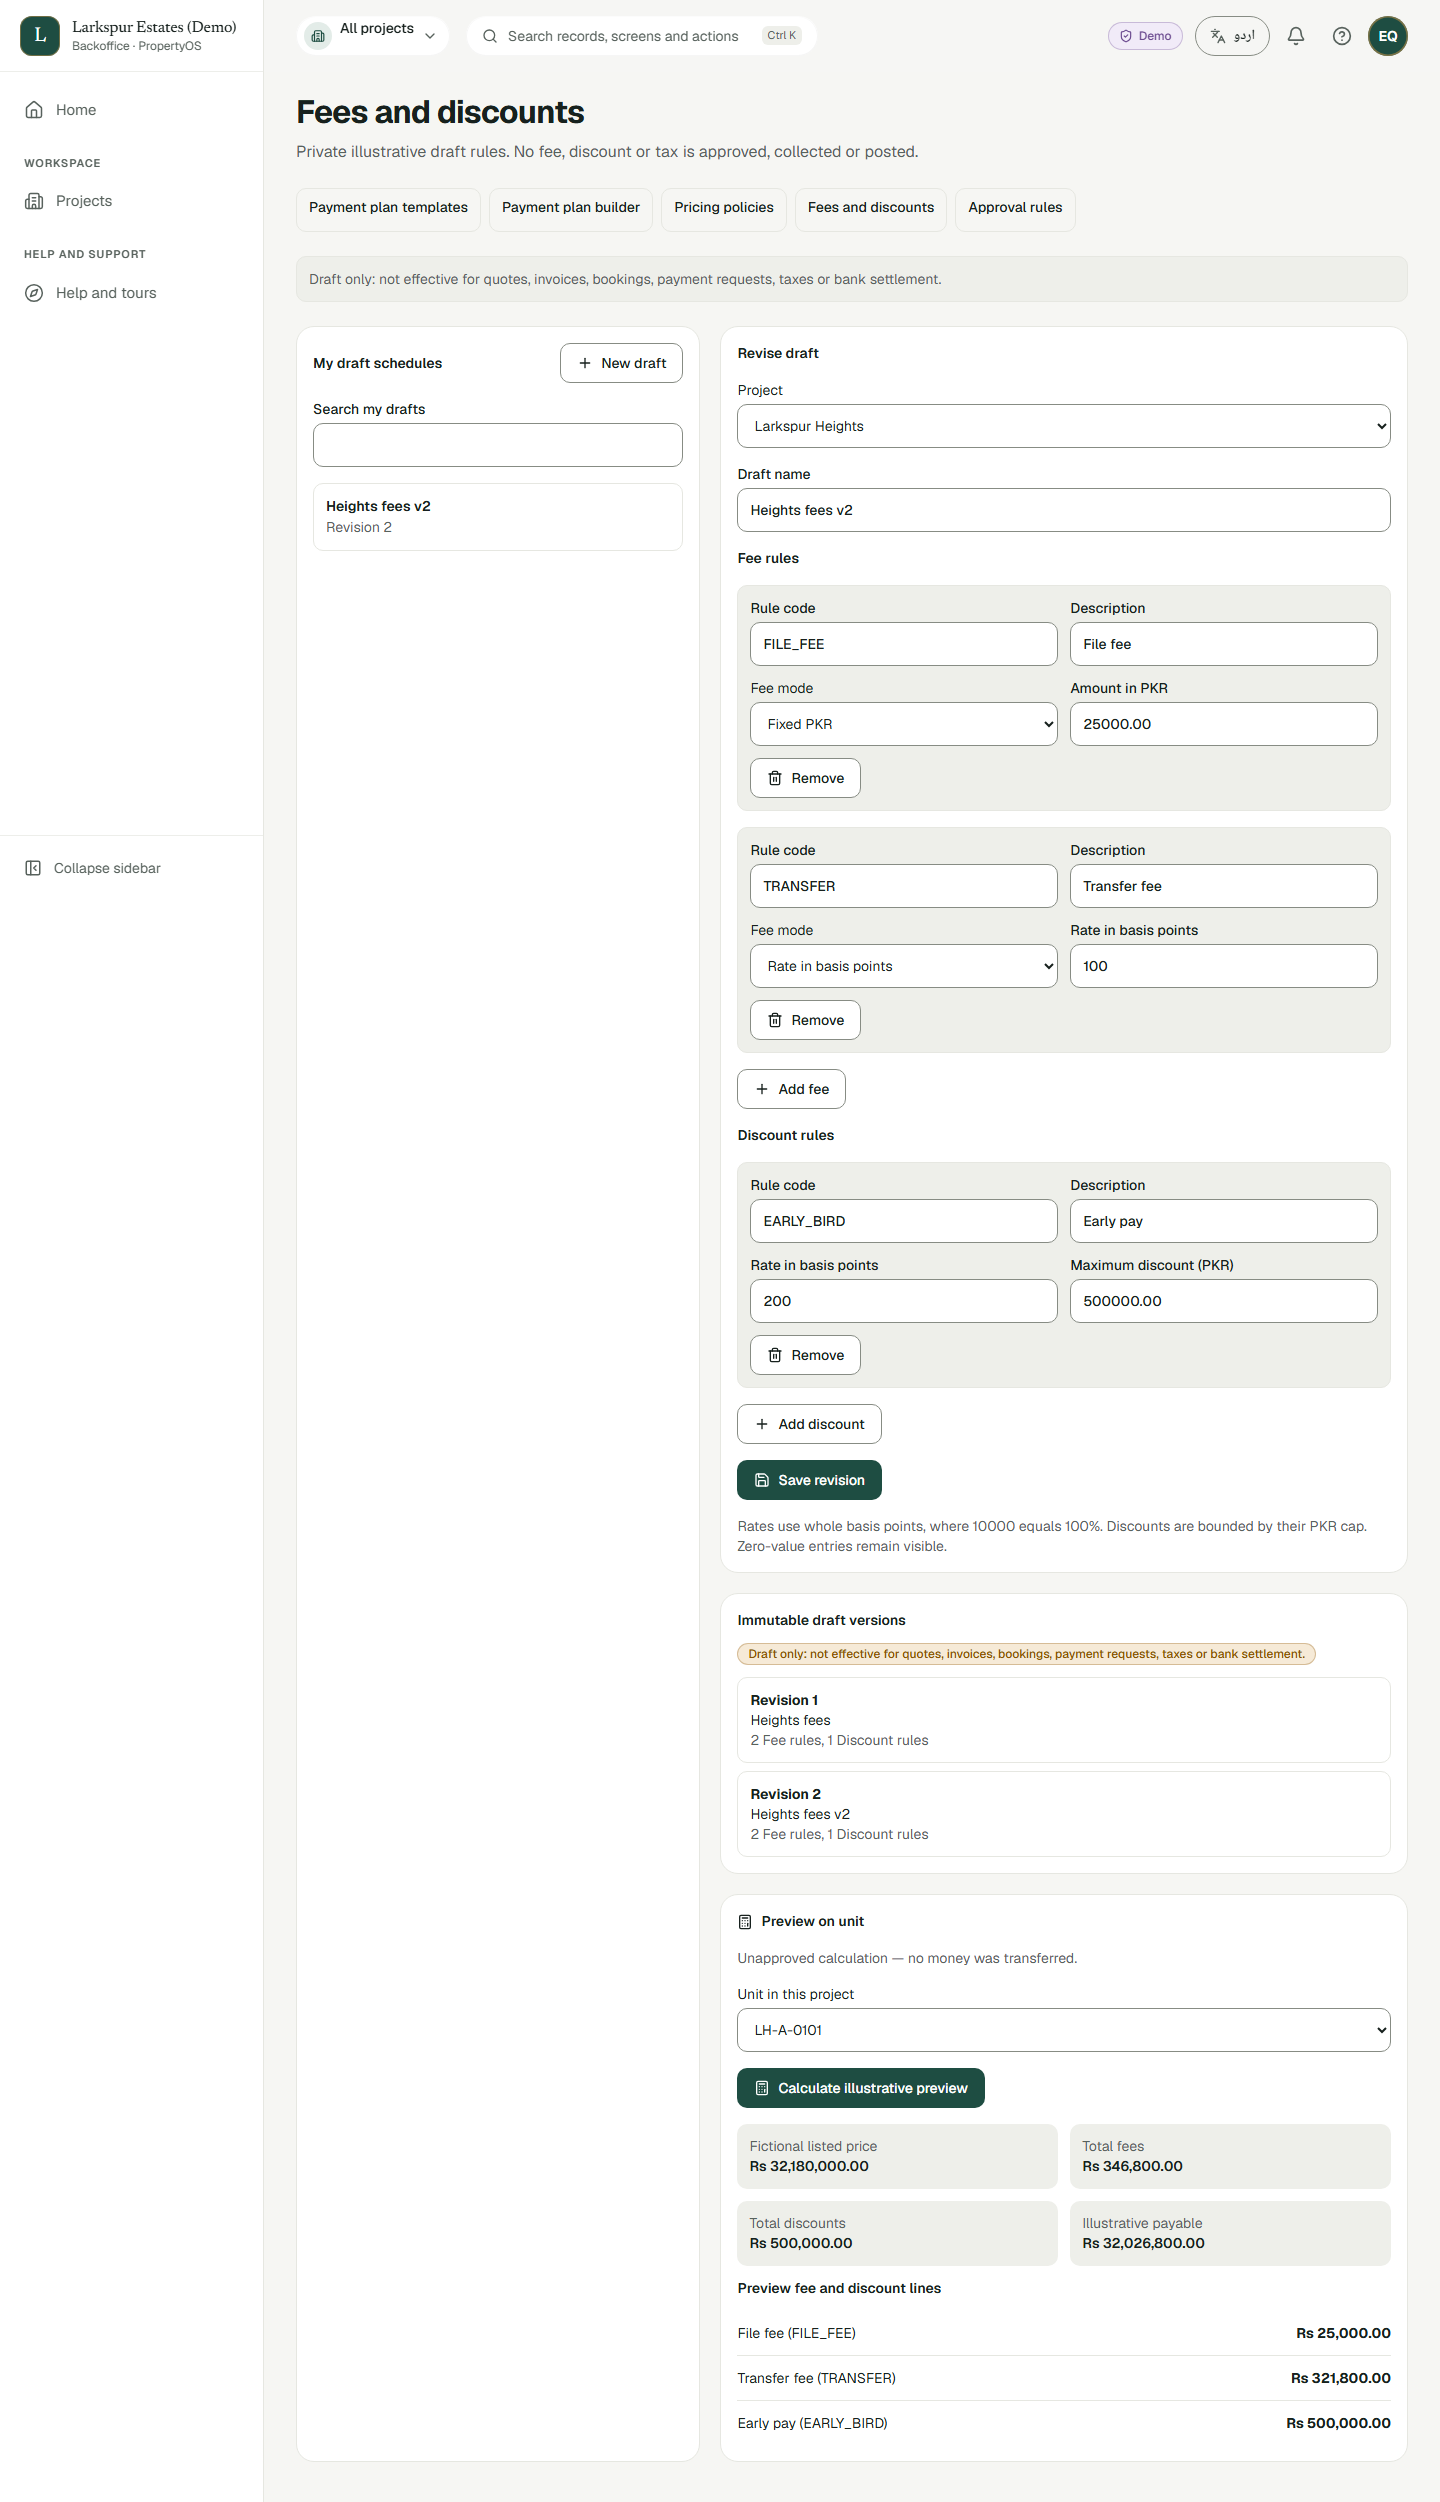 L
Larkspur Estates (Demo)
Backoffice · PropertyOS
All projects
Search records, screens and actions
Ctrl K
Demo
اردو
EQ
Home
WORKSPACE
Projects
HELP AND SUPPORT
Help and tours
Collapse sidebar
Fees and discounts
Private illustrative draft rules. No fee, discount or tax is approved, collected or posted.
Payment plan templates
Payment plan builder
Pricing policies
Fees and discounts
Approval rules
Draft only: not effective for quotes, invoices, bookings, payment requests, taxes or bank settlement.
My draft schedules
New draft
Search my drafts
Heights fees v2
Revision 2
Revise draft
Project
Larkspur Heights
Draft name
Heights fees v2
Fee rules
Rule code
Description
FILE_FEE
File fee
Fee mode
Amount in PKR
Fixed PKR
25000.00
Remove
Rule code
Description
TRANSFER
Transfer fee
Fee mode
Rate in basis points
Rate in basis points
100
Remove
Add fee
Discount rules
Rule code
Description
EARLY_BIRD
Early pay
Rate in basis points
Maximum discount (PKR)
200
500000.00
Remove
Add discount
Save revision
Rates use whole basis points, where 10000 equals 100%. Discounts are bounded by their PKR cap.
Zero-value entries remain visible.
Immutable draft versions
Draft only: not effective for quotes, invoices, bookings, payment requests, taxes or bank settlement.
Revision 1
Heights fees
2 Fee rules, 1 Discount rules
Revision 2
Heights fees v2
2 Fee rules, 1 Discount rules
Preview on unit
Unapproved calculation — no money was transferred.
Unit in this project
LH-A-0101
Calculate illustrative preview
Fictional listed price
Rs 32,180,000.00
Total fees
Rs 346,800.00
Total discounts
Rs 500,000.00
Illustrative payable
Rs 32,026,800.00
Preview fee and discount lines
File fee (FILE_FEE)
Rs 25,000.00
Transfer fee (TRANSFER)
Rs 321,800.00
Early pay (EARLY_BIRD)
Rs 500,000.00